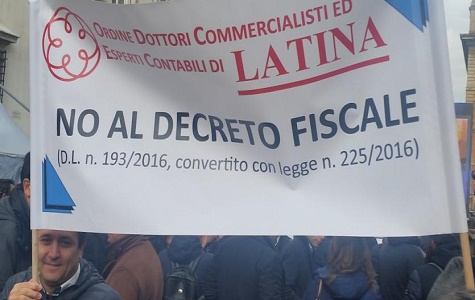 ORDINE DOTTORI COMMERCIALISTI ED
ESPERTI CONTABILI DI LATINA
NO AL DECRETO FISCALE
(D.L. n. 193/2016, convertito con legge n. 225/2016)